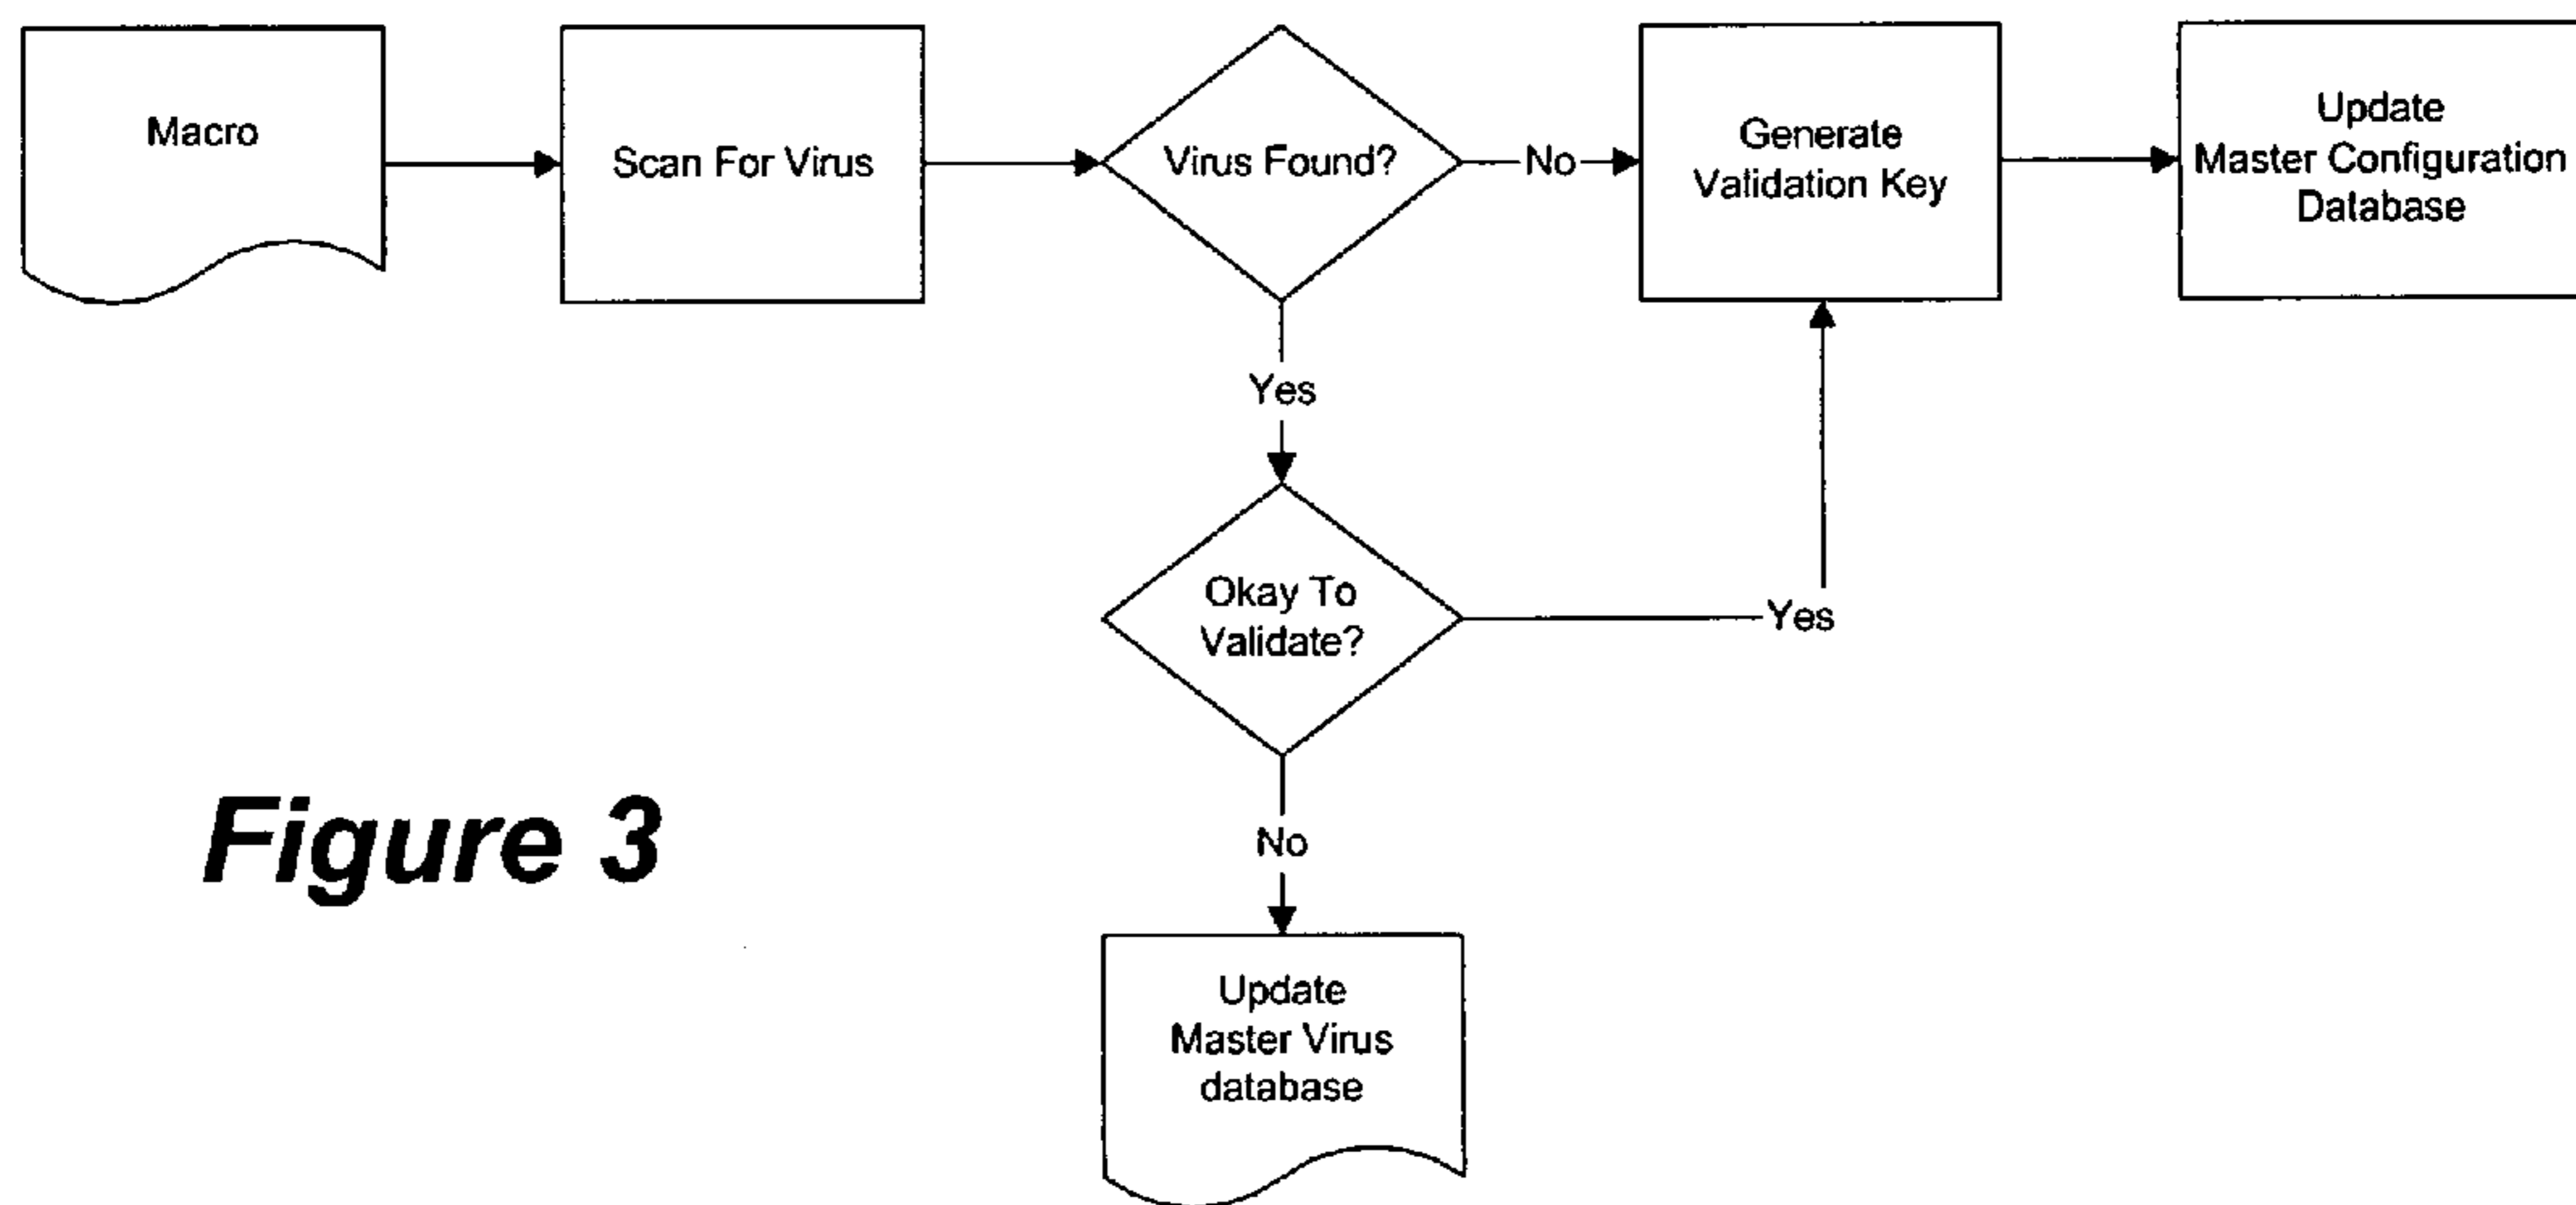 Macro
Scan For Virus
Virus Found?
No
Generate
Validation Key
Update
Master Configuration
Database
Yes
Okay To
Validate?
Yes
No
Update
Master Virus
database
Figure 3